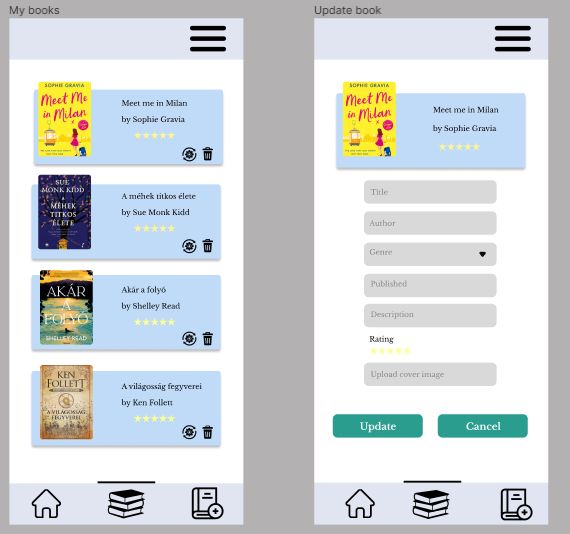 My books
SOPHIE GRAVIA
Meet Me
in Milan
Meet me in Milan
by Sophie Gravia
SUE
MONK KIDD
A
MÉHEK
TITKOS
ÉLETE
A méhek titkos élete
by Sue Monk Kidd
AKÁR
A
FOLYÓ
SHELLEY READ
Akár a folyó
by Shelley Read
KEN
FOLLETT
A VILÁGOSSÁG
FEGYVEREI
A világosság fegyverei
by Ken Follett
Update book
SOPHIE GRAVIA
Meet Me
in Milan
Meet me in Milan
by Sophie Gravia
Title
Author
Genre
Published
Description
Rating
Upload cover image
Update
Cancel